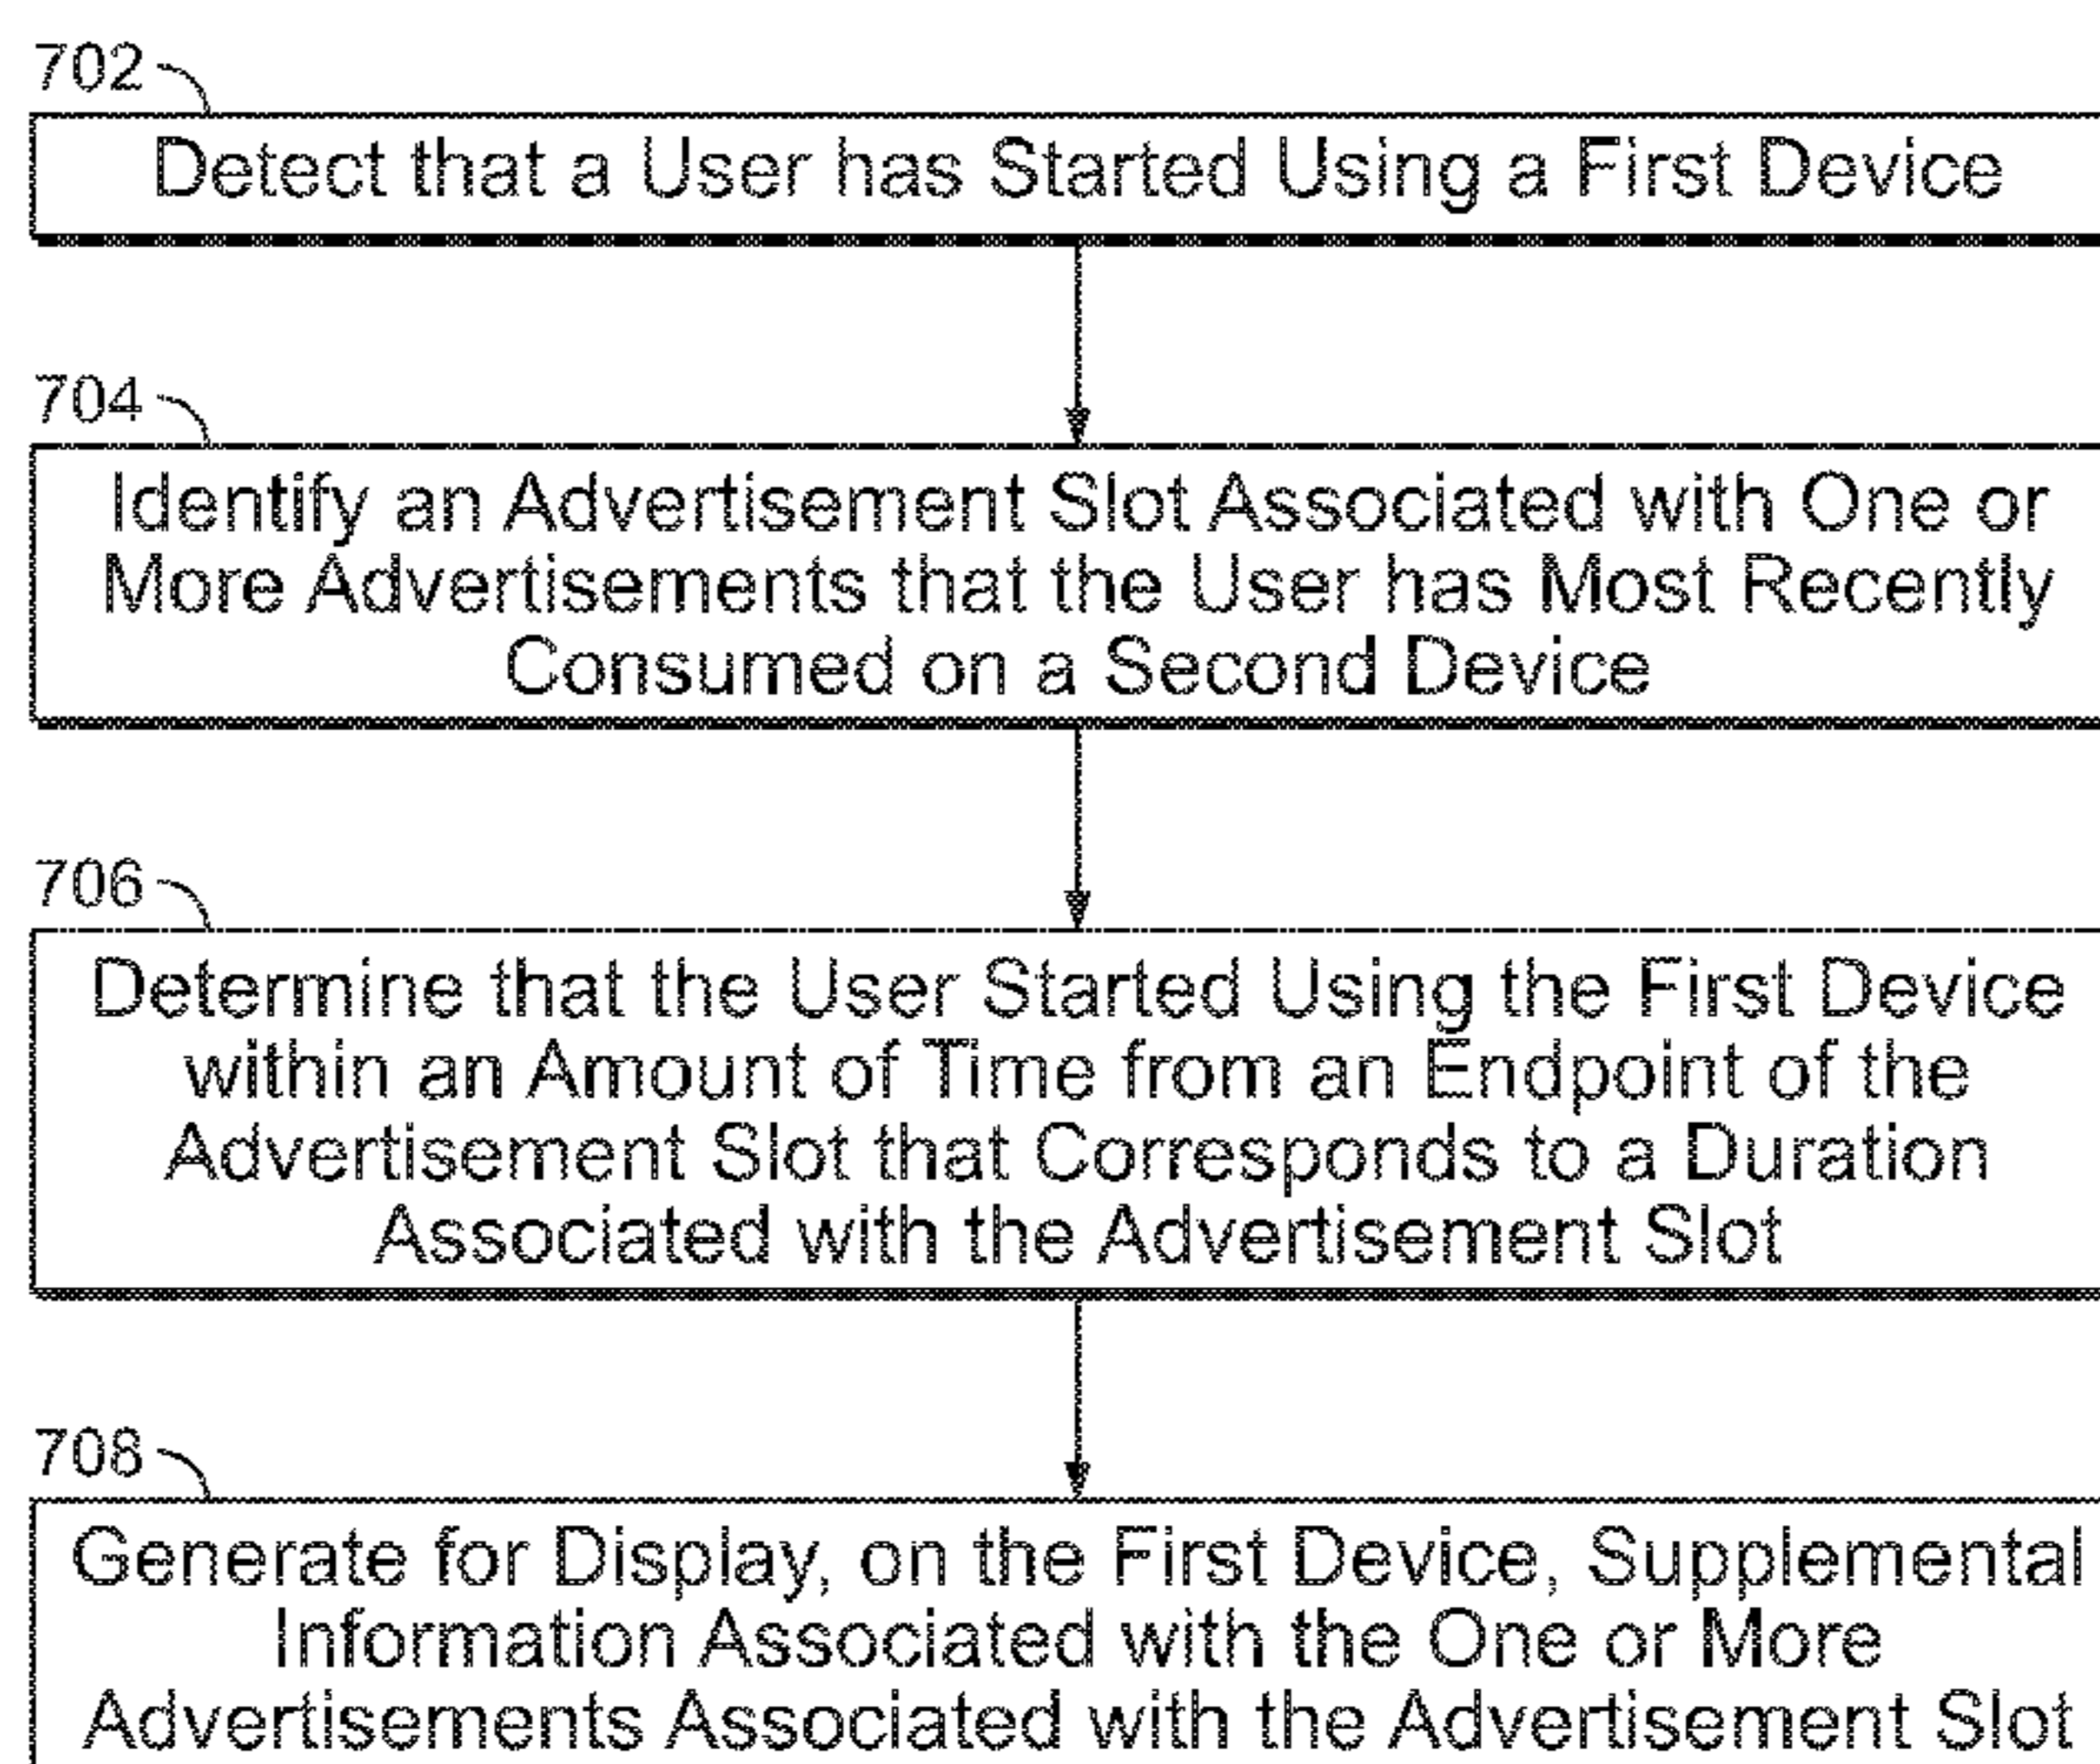 702
Detect that a User has Started Using a First Device
704
Identify an Advertisement Slot Associated with One or
More Advertisements that the User has Most Recently
Consumed on a Second Device
706
Determine that the User Started Using the First Device
within an Amount of Time from an Endpoint of the
Advertisement Slot that Corresponds to a Duration
Associated with the Advertisement Slot
708
Generate for Display, on the First Device, Supplemental
Information Associated with the One or More
Advertisements Associated with the Advertisement Slot